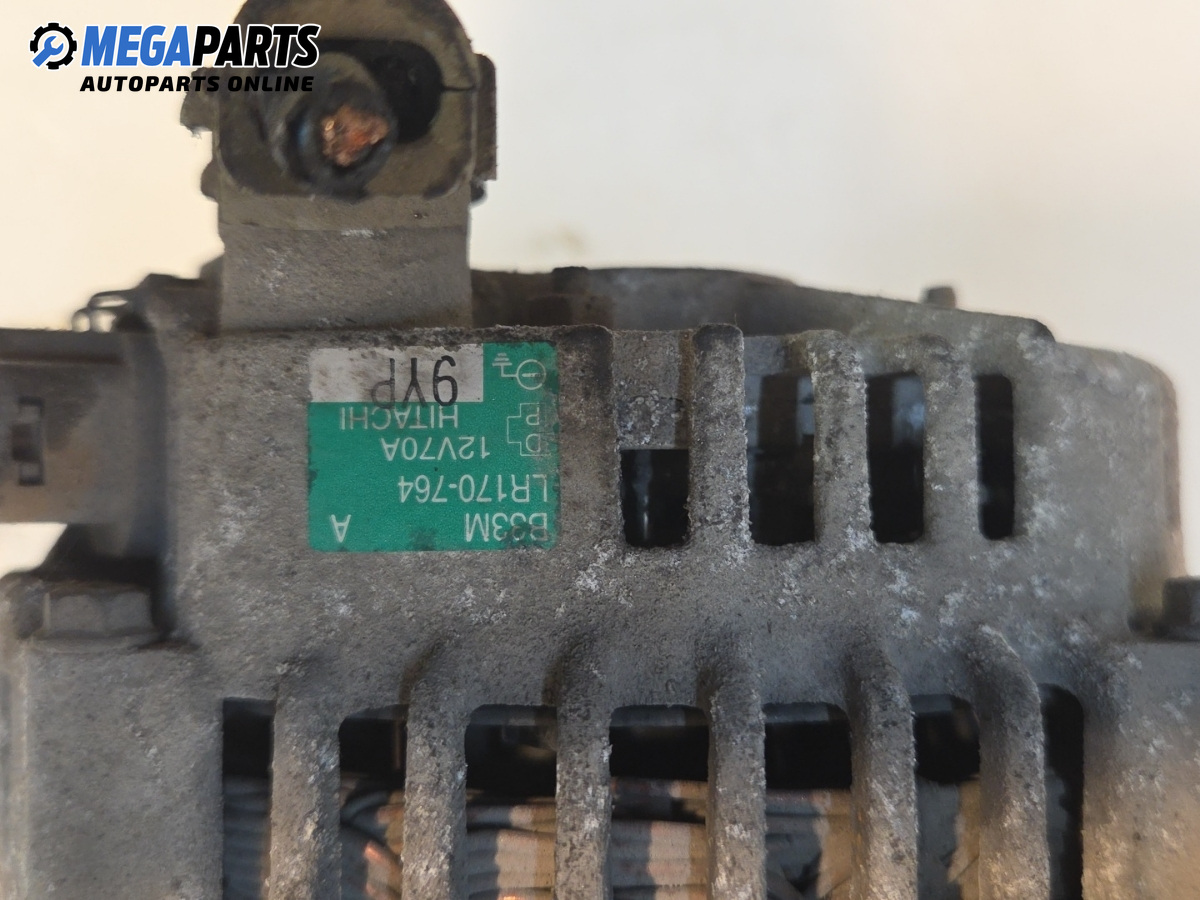 MEGAPARTS
AUTOPARTS ONLINE
B33M A
LR170-764
12V70A
HITACHI
P D
9YP